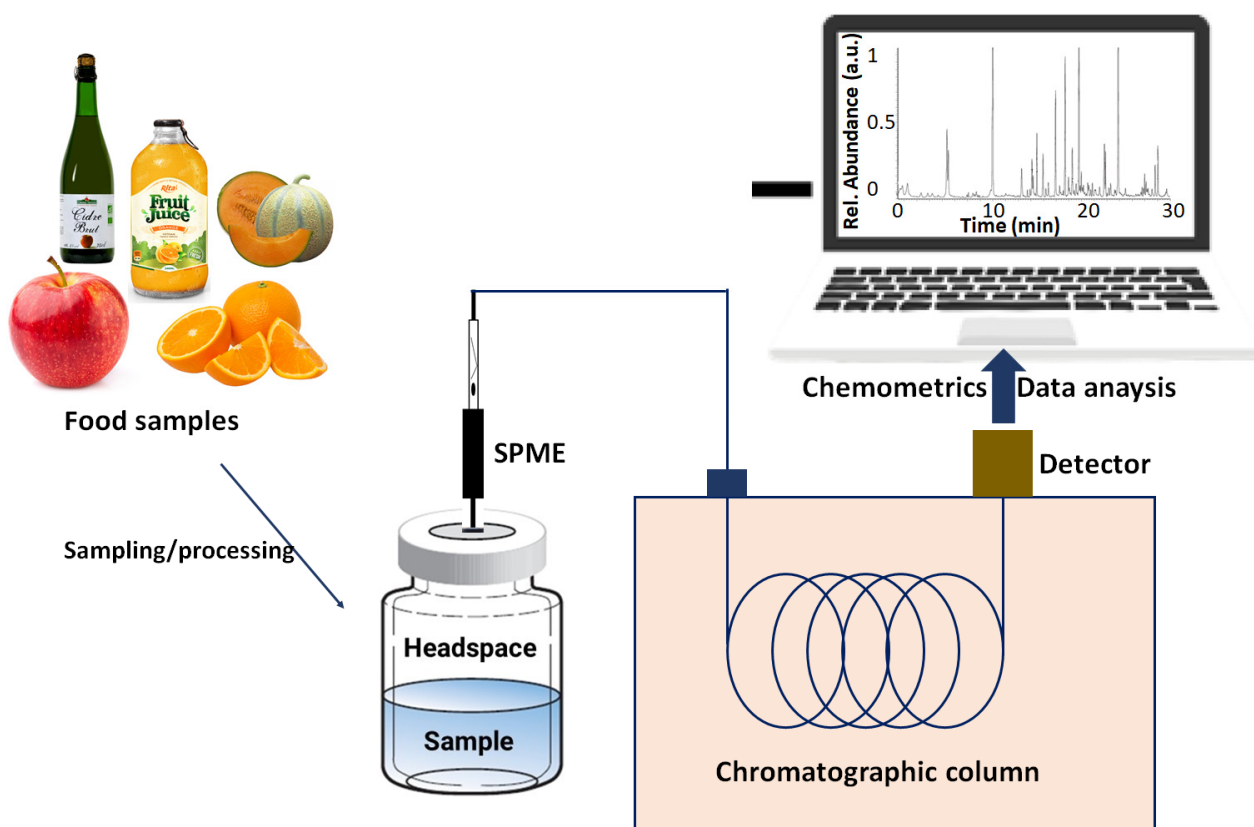 Cidre
Brut
Rita
Fruit
Juice
Food samples
Sampling/processing
SPME
Headspace
Sample
Rel. Abundance (a.u.)
1
0.5
0
0 10 20 30
Time (min)
Chemometrics Data anaysis
Detector
Chromatographic column